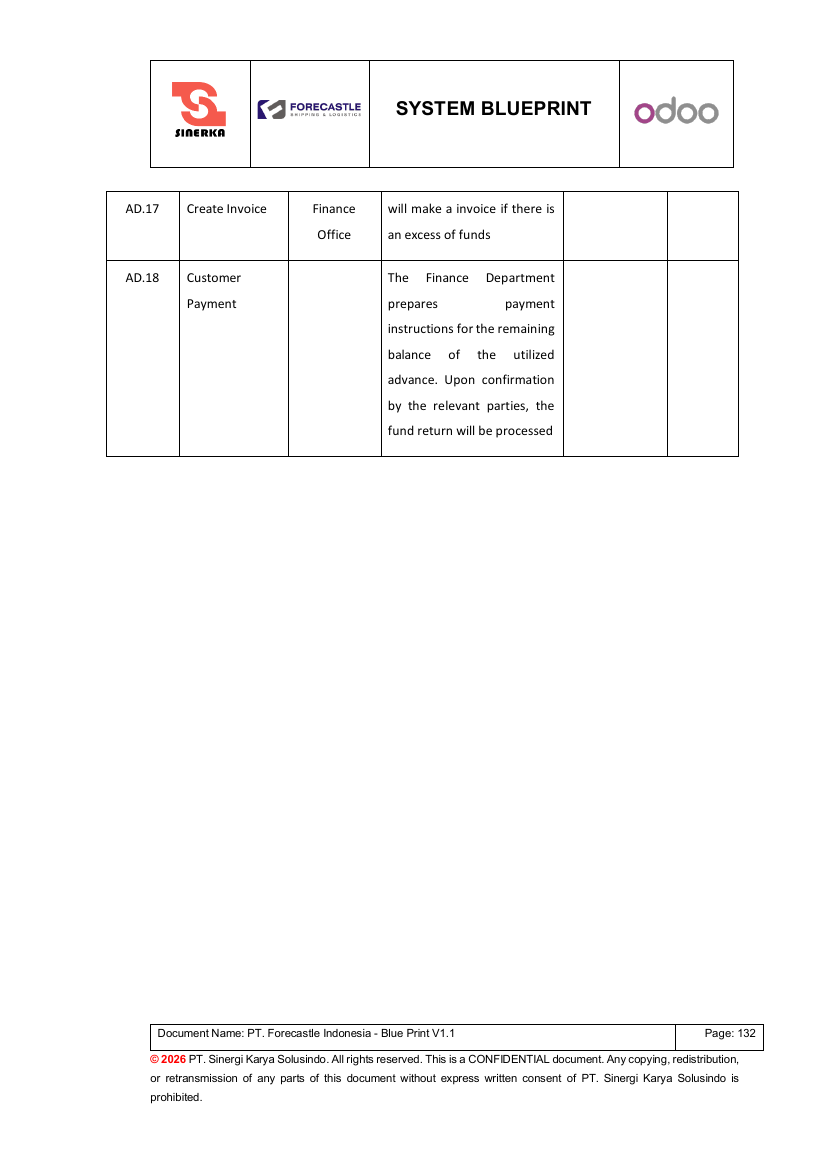 SINERKA
FORECASTLE
SHIPPING & LOGISTICS
SYSTEM BLUEPRINT
odoo
AD.17
Create Invoice
Finance
Office
will make a invoice if there is
an excess of funds
AD.18
Customer
Payment
The Finance Department
prepares payment
instructions for the remaining
balance of the utilized
advance. Upon confirmation
by the relevant parties, the
fund return will be processed
Document Name: PT. Forecastle Indonesia - Blue Print V1.1
Page: 132
© 2026 PT. Sinergi Karya Solusindo. All rights reserved. This is a CONFIDENTIAL document. Any copying, redistribution,
or retransmission of any parts of this document without express written consent of PT. Sinergi Karya Solusindo is
prohibited.